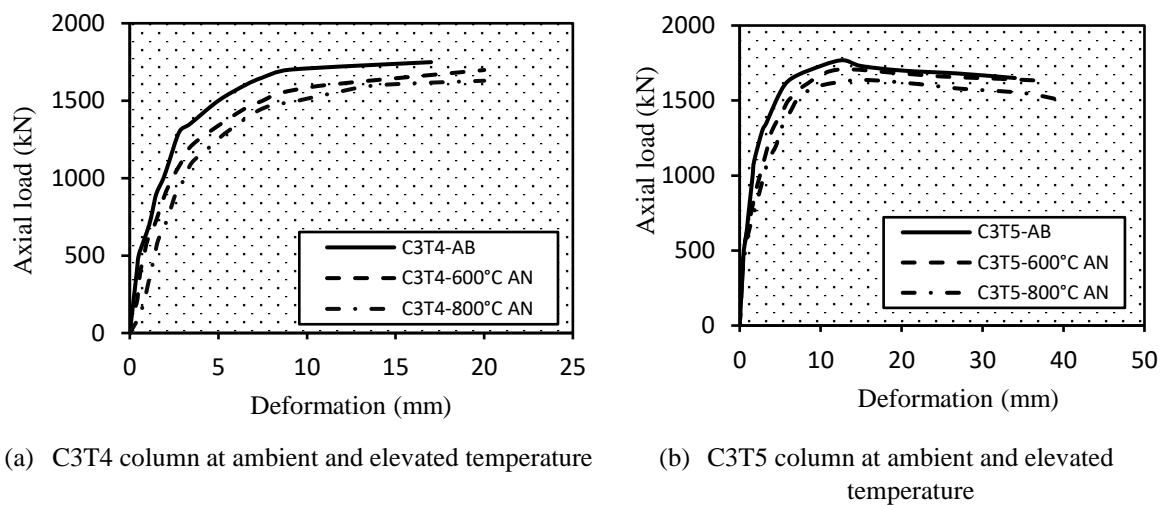 2000
1500
1000
500
0
Axial load (kN)
C3T4-AB
C3T4-600°C AN
C3T4-800°C AN
0 5 10 15 20 25
Deformation (mm)
(a) C3T4 column at ambient and elevated temperature
2000
1500
1000
500
0
Axial load (kN)
C3T5-AB
C3T5-600°C AN
C3T5-800°C AN
0 10 20 30 40 50
Deformation (mm)
(b) C3T5 column at ambient and elevated
temperature